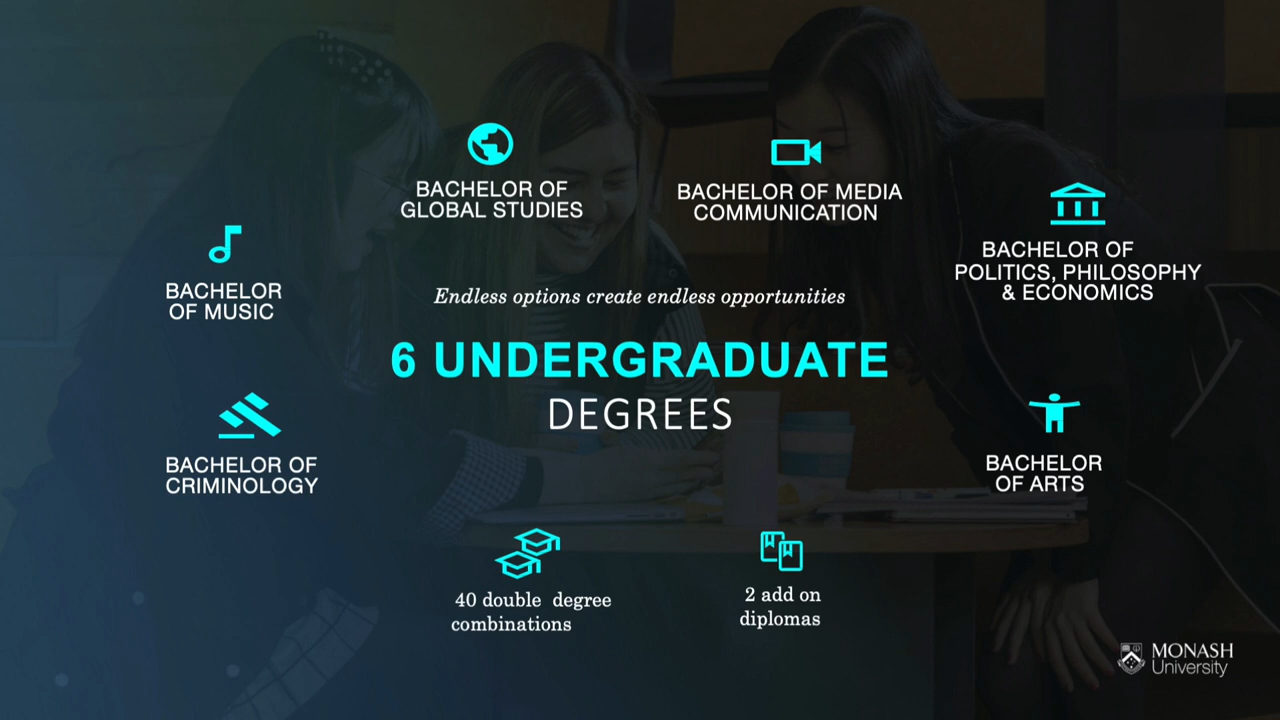 BACHELOR OF
GLOBAL STUDIES
BACHELOR OF MEDIA
COMMUNICATION
BACHELOR OF
POLITICS, PHILOSOPHY
& ECONOMICS
BACHELOR
OF MUSIC
Endless options create endless opportunities
6 UNDERGRADUATE
DEGREES
BACHELOR OF
CRIMINOLOGY
BACHELOR
OF ARTS
40 double degree
combinations
2 add on
diplomas
MONASH
University